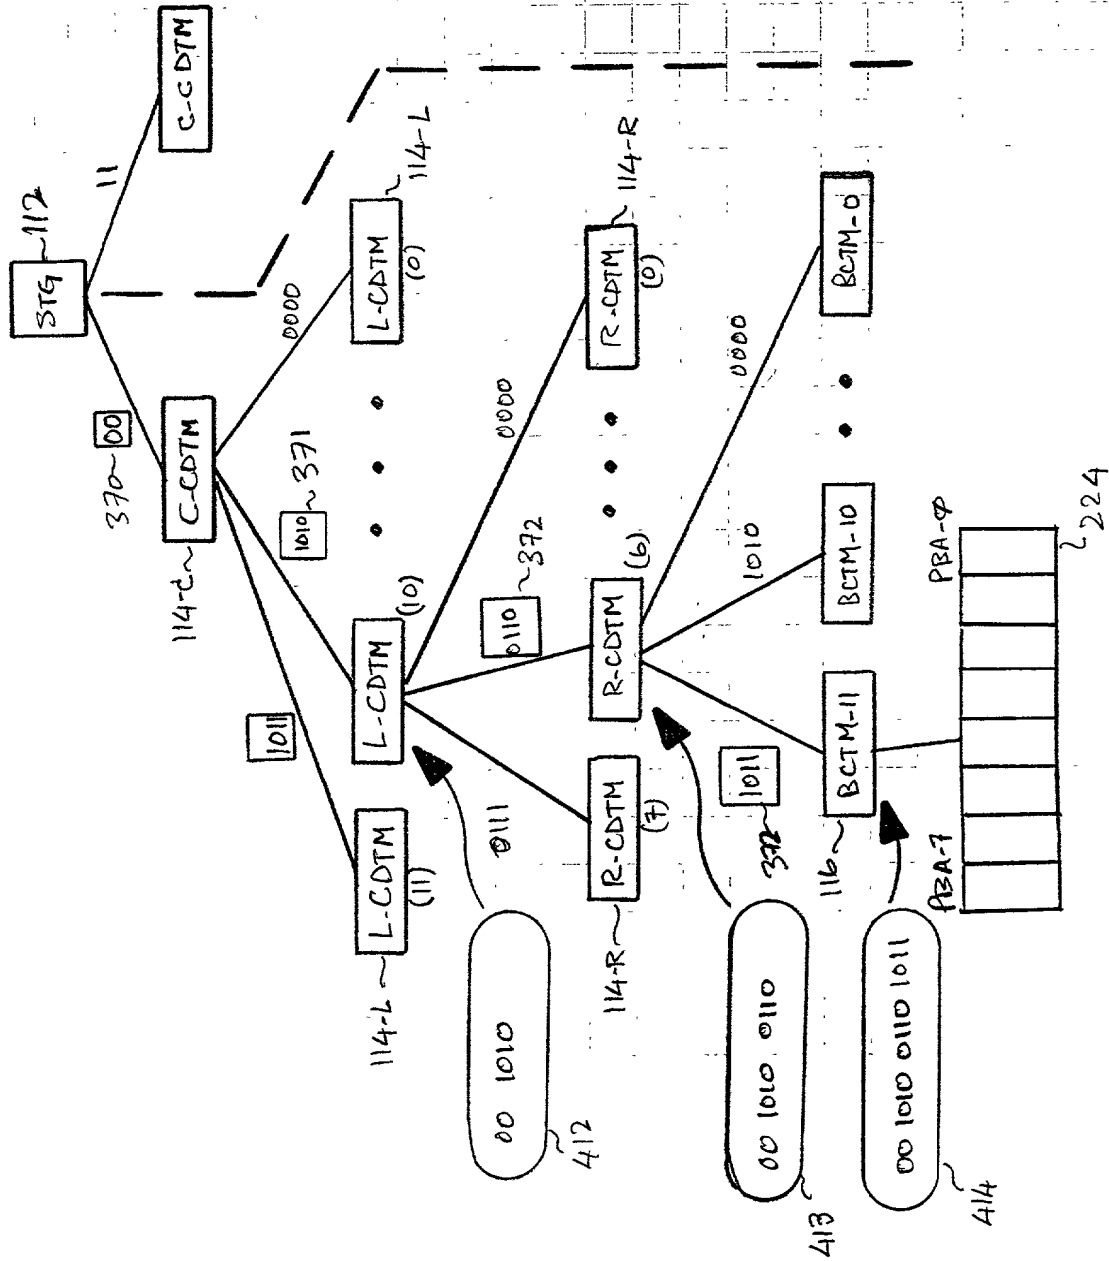 STG
112
370
00
11
C-CDTM
C-CDTM
114-C
1011
1010
371
0000
L-CDTM
(11)
L-CDTM
(10)
L-CDTM
(0)
114-L
114-L
00 1010
412
0111
0110
372
0000
R-CDTM
(7)
R-CDTM
(6)
R-CDTM
(0)
114-R
114-R
00 1010 0110
413
1011
372
1010
0000
BCTM-11
BCTM-10
BCTM-0
116
00 1010 0110 1011
414
PBA-7
PBA-0
224